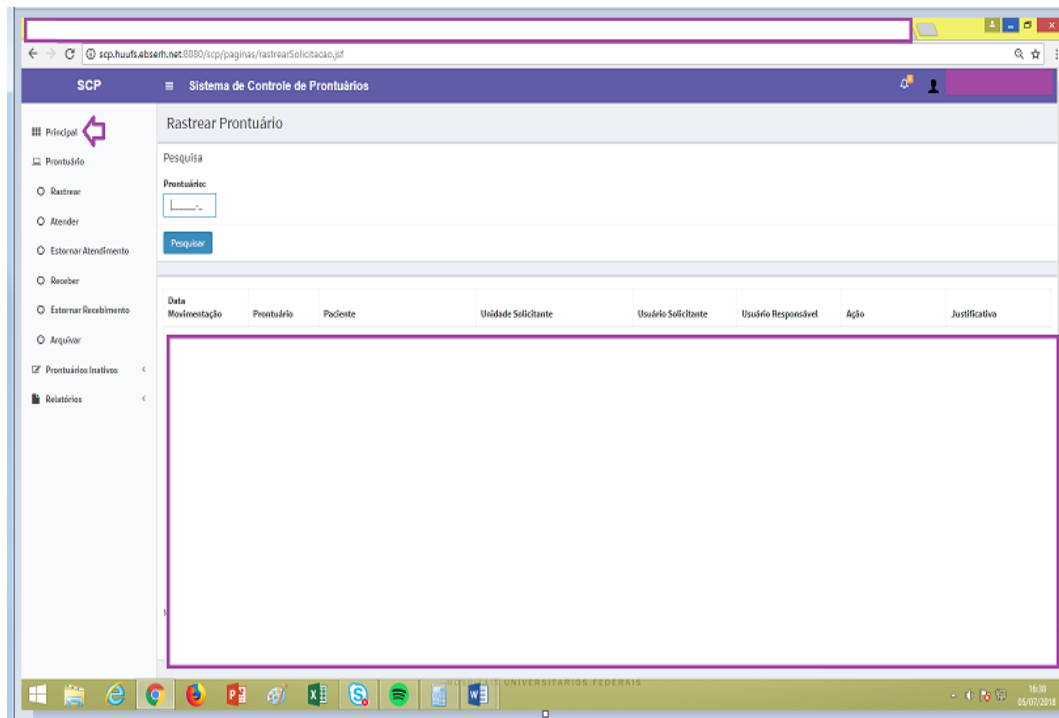 scp.huufs.ebserh.net:8080/scp/paginas/rastrearSolicitacao.jsf
SCP
Sistema de Controle de Prontuários
Principal
Rastrear Prontuário
Prontuário
Pesquisa
Rastrear
Prontuário:
Atender
Estornar Atendimento
Pesquisar
Receber
Estornar Recebimento
Data Movimentação Prontuário Paciente Unidade Solicitante Usuário Solicitante Usuário Responsável Ação Justificativa
Arquivar
Prontuários Inativos
Relatórios
HOSPITAIS UNIVERSITÁRIOS FEDERAIS
16:38
05/07/2018